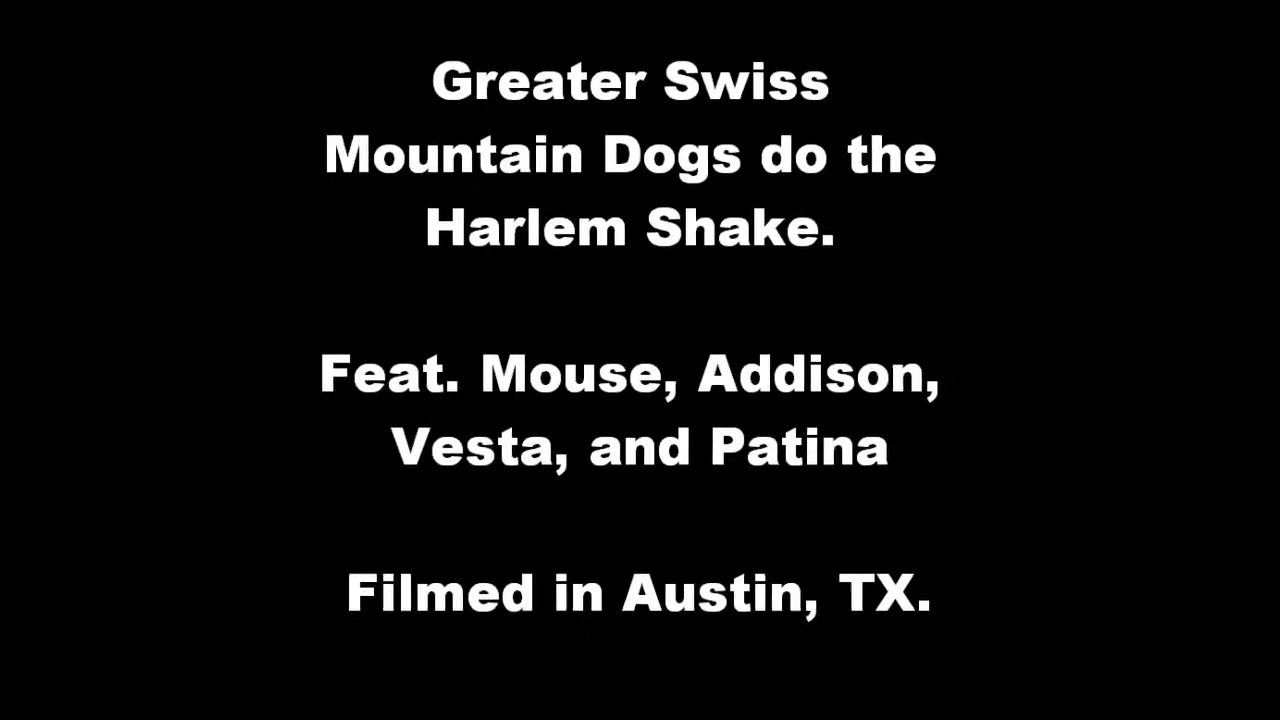 Greater Swiss
Mountain Dogs do the
Harlem Shake.
Feat. Mouse, Addison,
Vesta, and Patina
Filmed in Austin, TX.